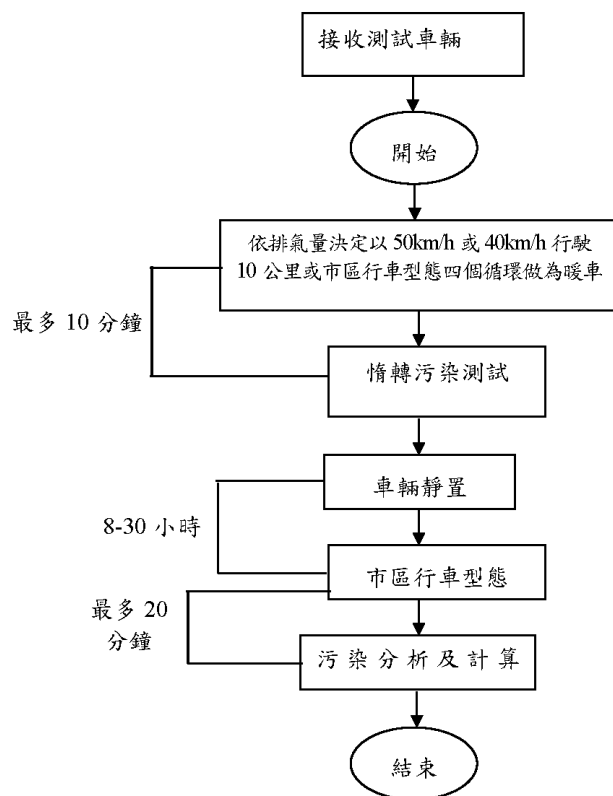 接收測試車輛
開始
依排氣量決定以 50km/h 或 40km/h 行駛
10 公里或市區行車型態四個循環做為暖車
最多 10 分鐘
惰轉污染測試
車輛靜置
8-30 小時
市區行車型態
最多 20
分鐘
污染分析及計算
結束